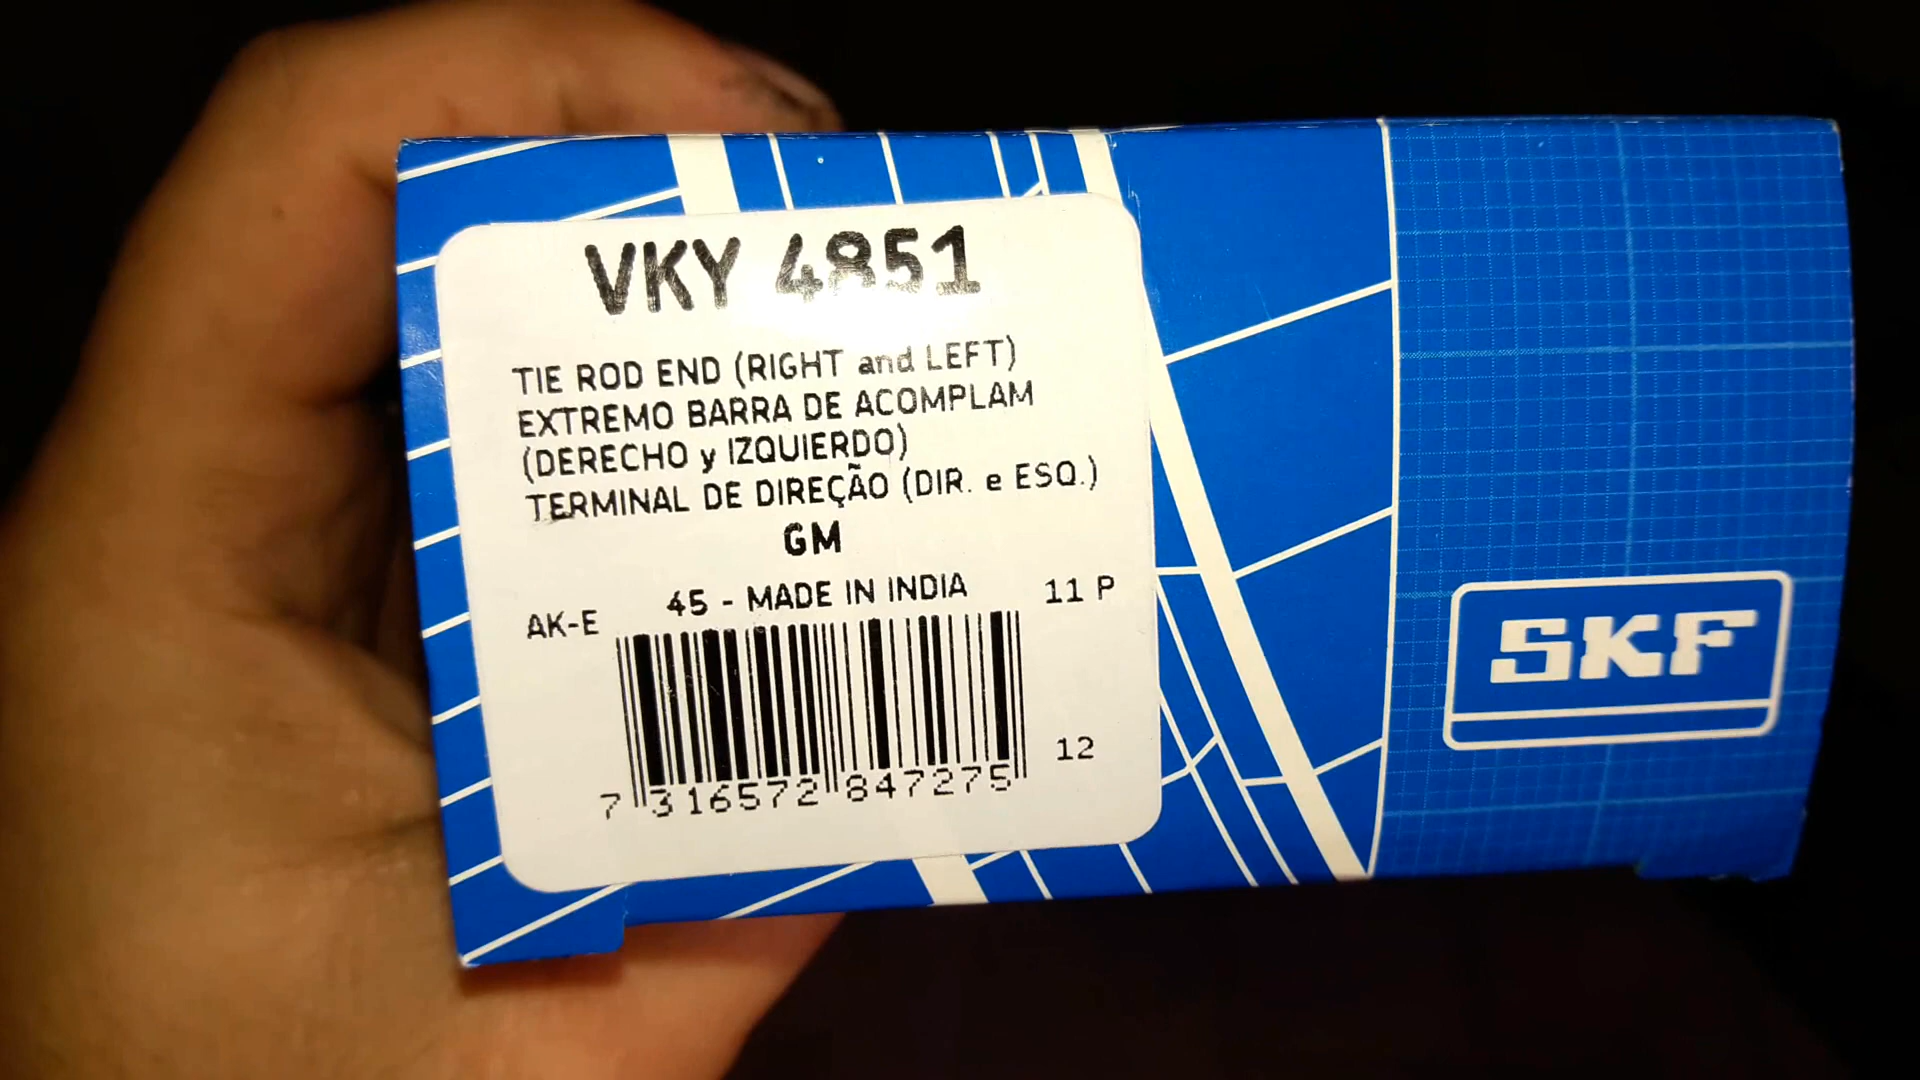 VKY 4851
TIE ROD END (RIGHT and LEFT)
EXTREMO BARRA DE ACOMPLAM
(DERECHO y IZQUIERDO)
TERMINAL DE DIREÇÃO (DIR. e ESQ.)
GM
45 - MADE IN INDIA
11 P
AK-E
12
7 316572 847275
SKF